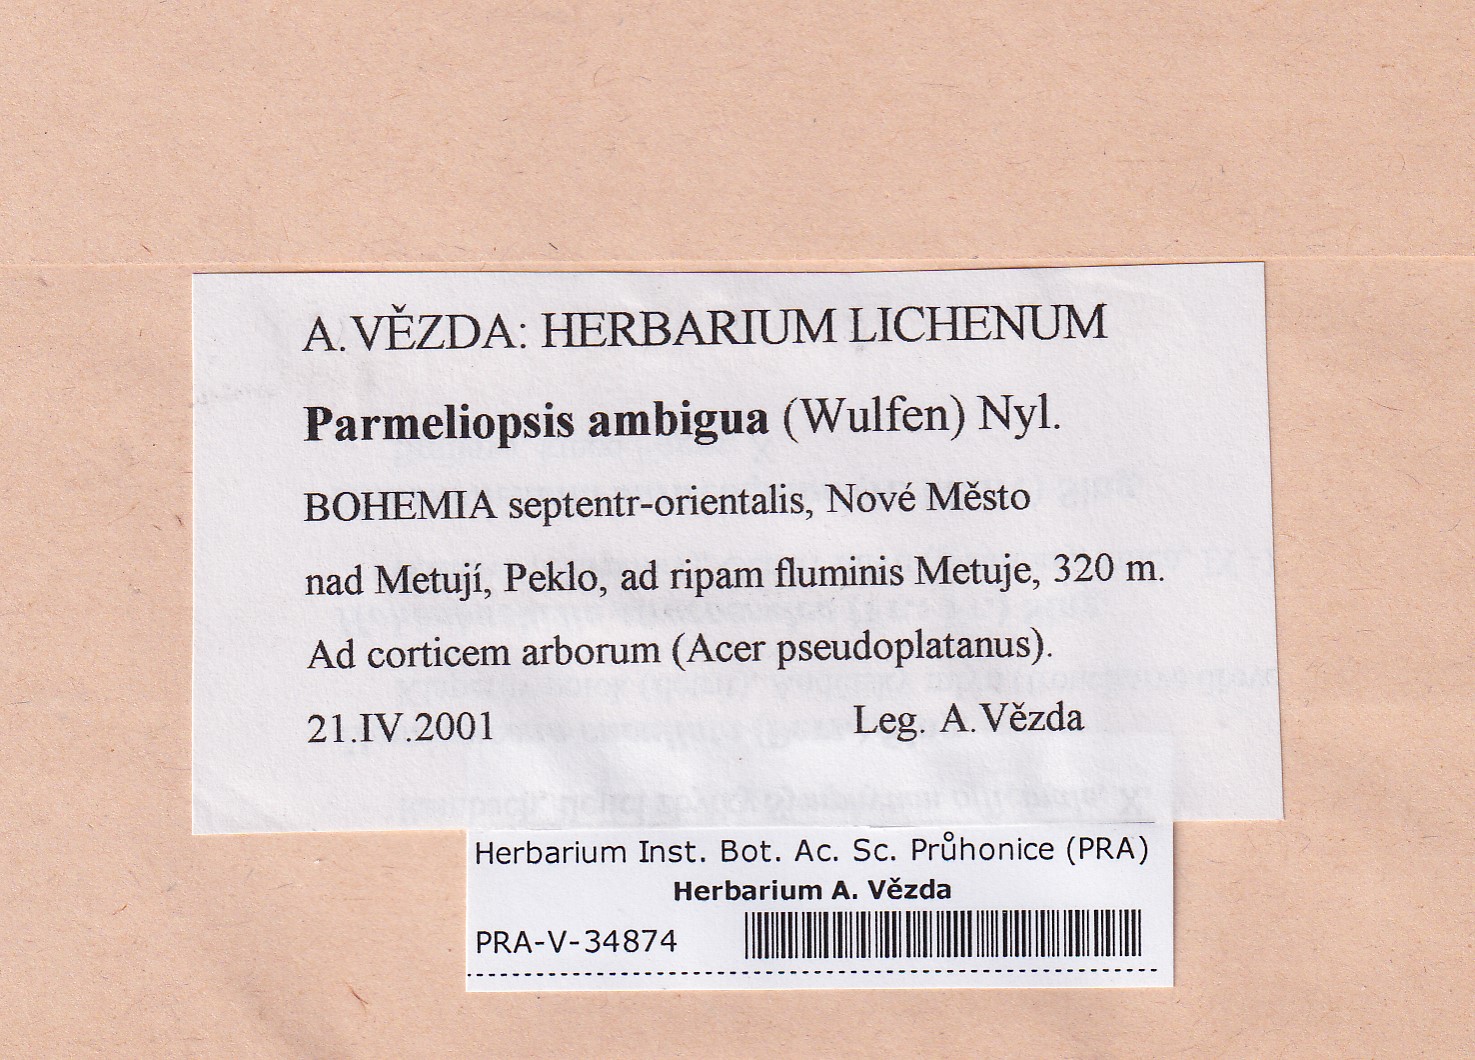 A. VĚZDA: HERBARIUM LICHENUM
Parmeliopsis ambigua (Wulfen) Nyl.
BOHEMIA septentr-orientalis, Nové Město
nad Metují, Peklo, ad ripam fluminis Metuje, 320 m.
Ad corticem arborum (Acer pseudoplatanus).
21.IV.2001 Leg. A. Vězda
Herbarium Inst. Bot. Ac. Sc. Průhonice (PRA)
Herbarium A. Vězda
PRA-V-34874